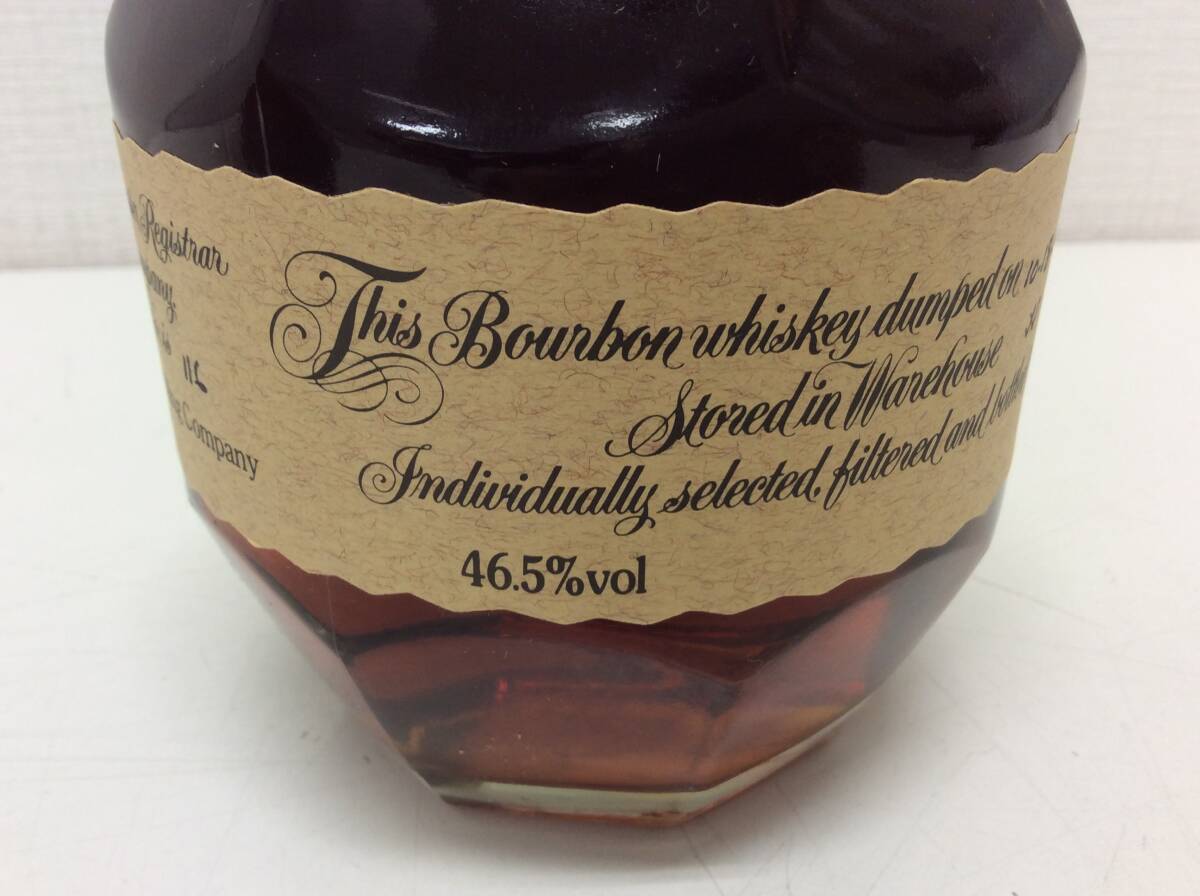 Registrar
This Bourbon whiskey dumped on
Stored in Warehouse
Individually selected, filtered and
Company
46.5%vol